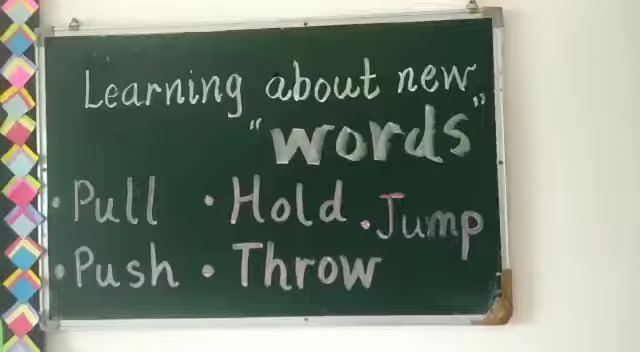 Learning about new
"words"
• Pull • Hold • Jump
• Push • Throw